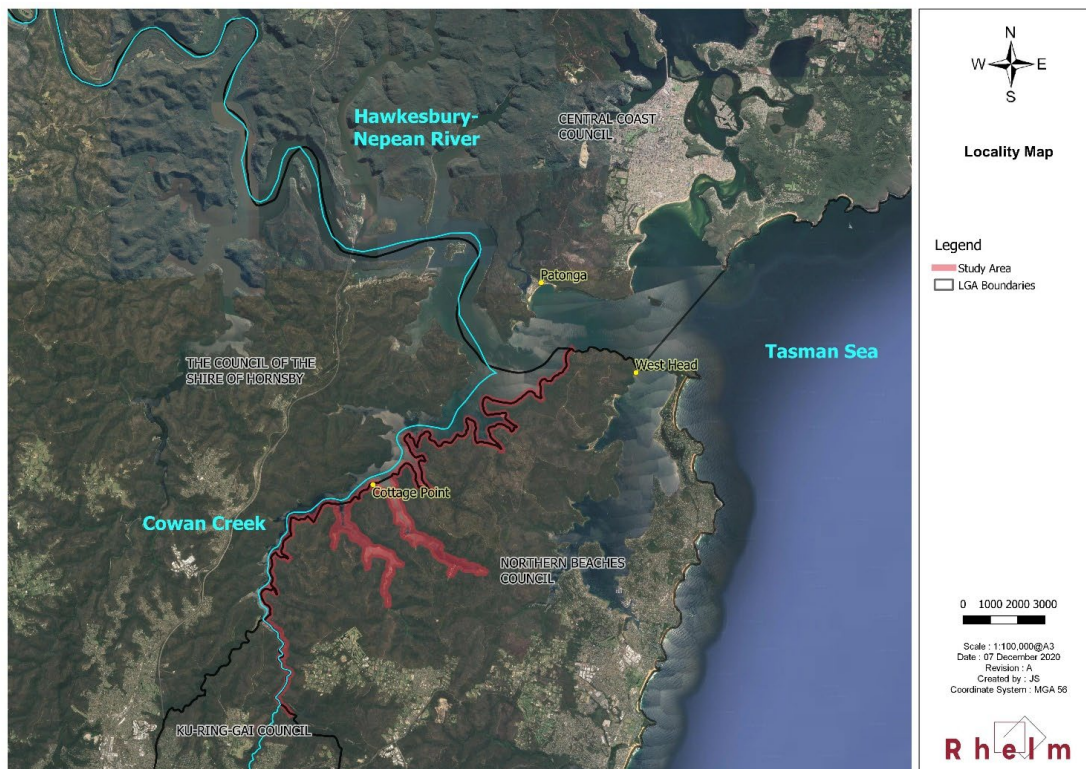 Hawkesbury-
Nepean River
CENTRAL COAST
COUNCIL
Patonga
THE COUNCIL OF THE
SHIRE OF HORNSBY
West Head
Tasman Sea
Cottage Point
Cowan Creek
NORTHERN BEACHES
COUNCIL
KU-RING-GAI COUNCIL
N
W E
S
Locality Map
Legend
Study Area
LGA Boundaries
0 1000 2000 3000
Scale : 1:100,000@A3
Date : 07 December 2020
Revision : A
Created by : JS
Coordinate System : MGA 56
Rhelm